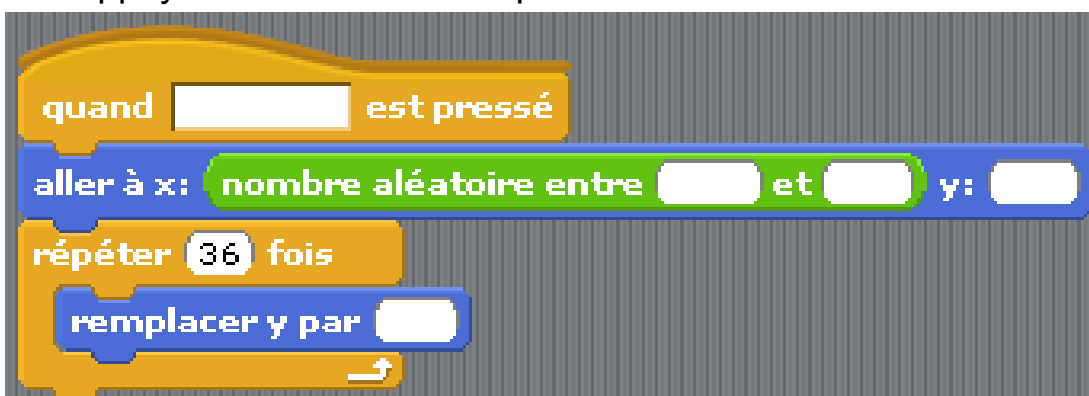 quand est pressé
aller à x: nombre aléatoire entre et y:
répéter 36 fois
remplacer y par